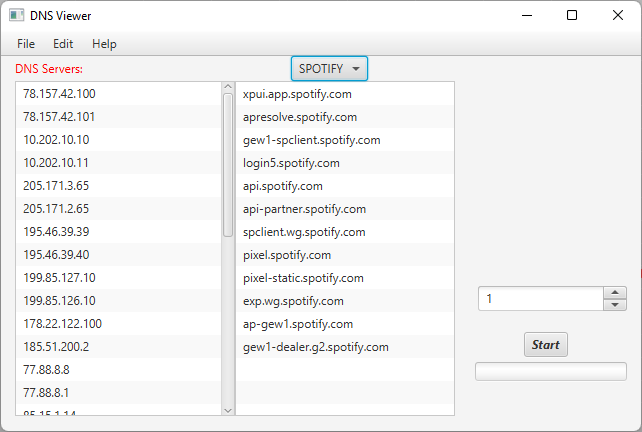 DNS Viewer
File Edit Help
DNS Servers:
SPOTIFY
78.157.42.100
78.157.42.101
10.202.10.10
10.202.10.11
205.171.3.65
205.171.2.65
195.46.39.39
195.46.39.40
199.85.127.10
199.85.126.10
178.22.122.100
185.51.200.2
77.88.8.8
77.88.8.1
85.15.1.14
xpui.app.spotify.com
apresolve.spotify.com
gew1-spclient.spotify.com
login5.spotify.com
api.spotify.com
api-partner.spotify.com
spclient.wg.spotify.com
pixel.spotify.com
pixel-static.spotify.com
exp.wg.spotify.com
ap-gew1.spotify.com
gew1-dealer.g2.spotify.com
1
Start